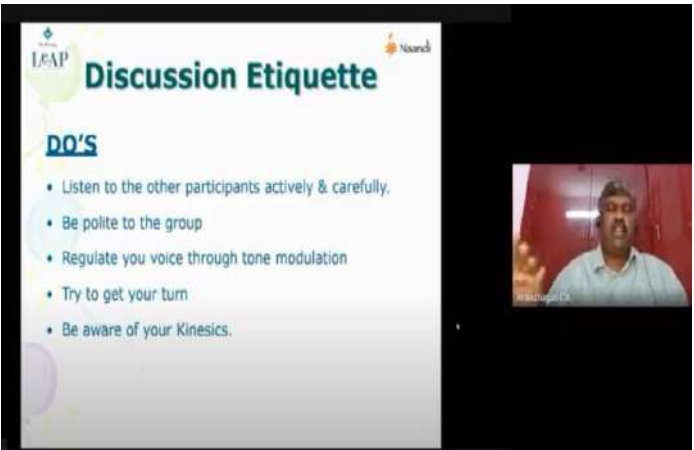 LeAP
Naandi
Discussion Etiquette
DO'S
• Listen to the other participants actively & carefully.
• Be polite to the group
• Regulate you voice through tone modulation
• Try to get your turn
• Be aware of your Kinesics.